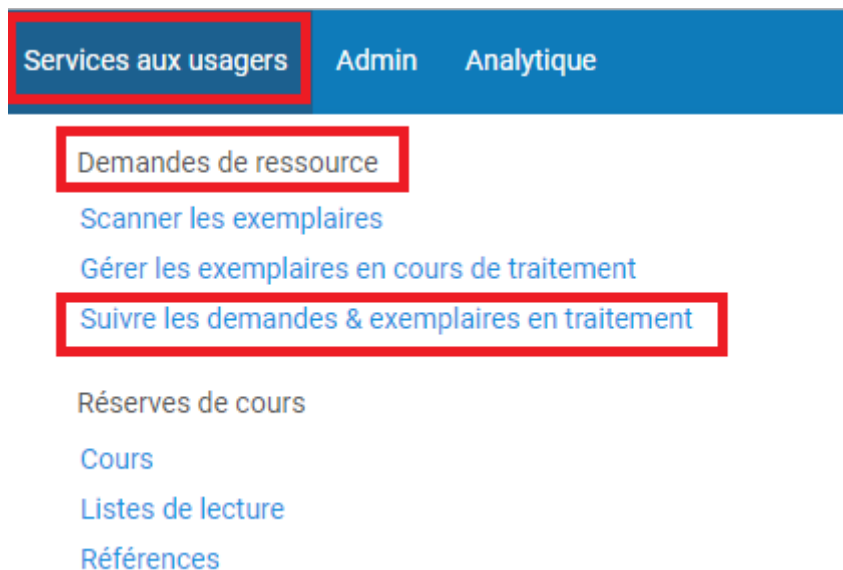 Services aux usagers Admin Analytique
Demandes de ressource
Scanner les exemplaires
Gérer les exemplaires en cours de traitement
Suivre les demandes & exemplaires en traitement
Réserves de cours
Cours
Listes de lecture
Références